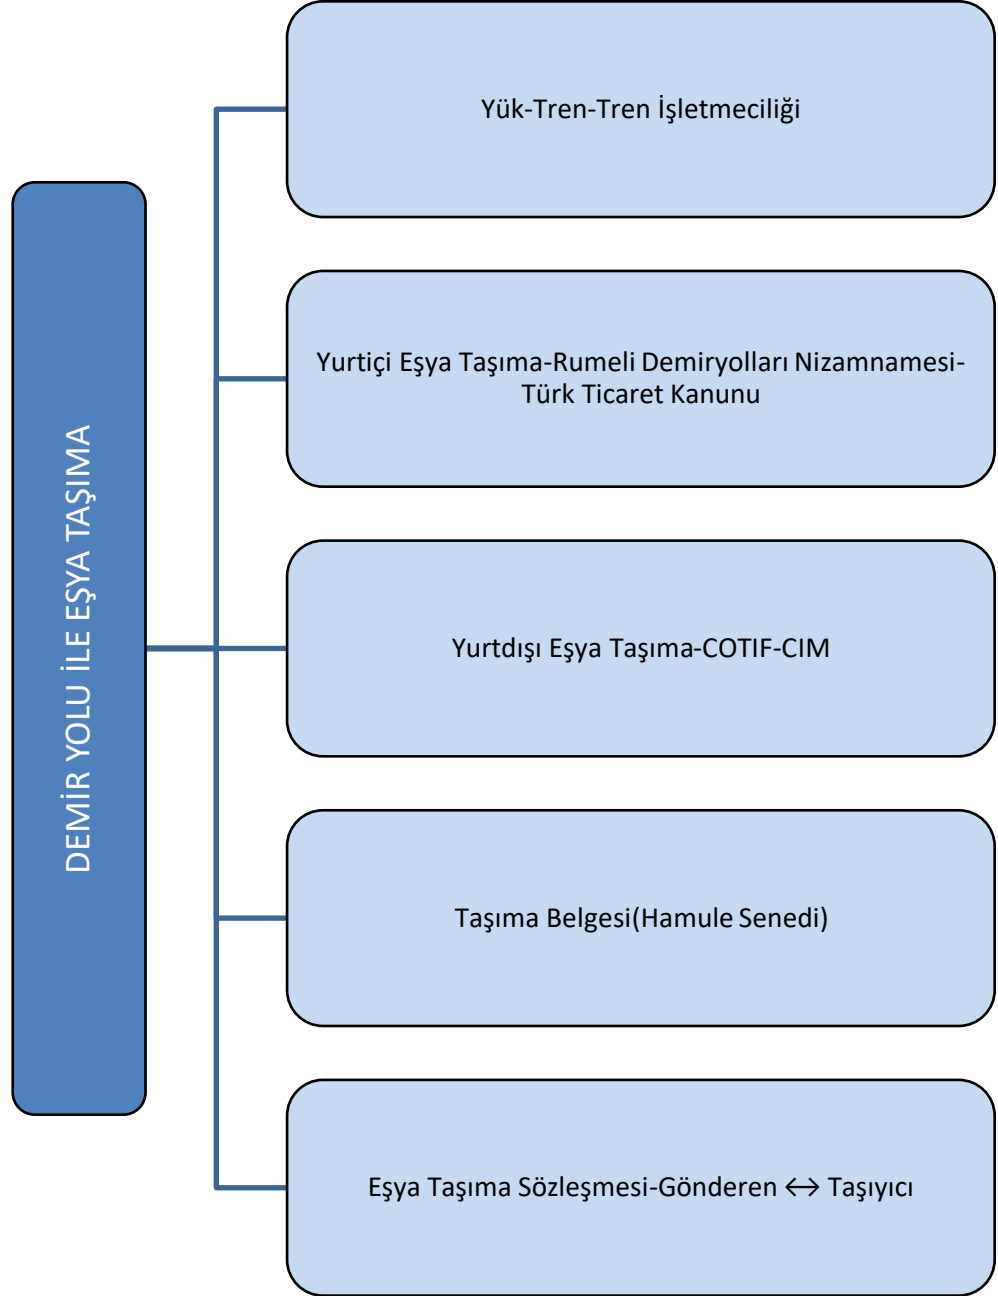 DEMİR YOLU İLE EŞYA TAŞIMA
Yük-Tren-Tren İşletmeciliği
Yurtiçi Eşya Taşıma-Rumeli Demiryolları Nizamnamesi-
Türk Ticaret Kanunu
Yurtdışı Eşya Taşıma-COTIF-CIM
Taşıma Belgesi(Hamule Senedi)
Eşya Taşıma Sözleşmesi-Gönderen ↔ Taşıyıcı